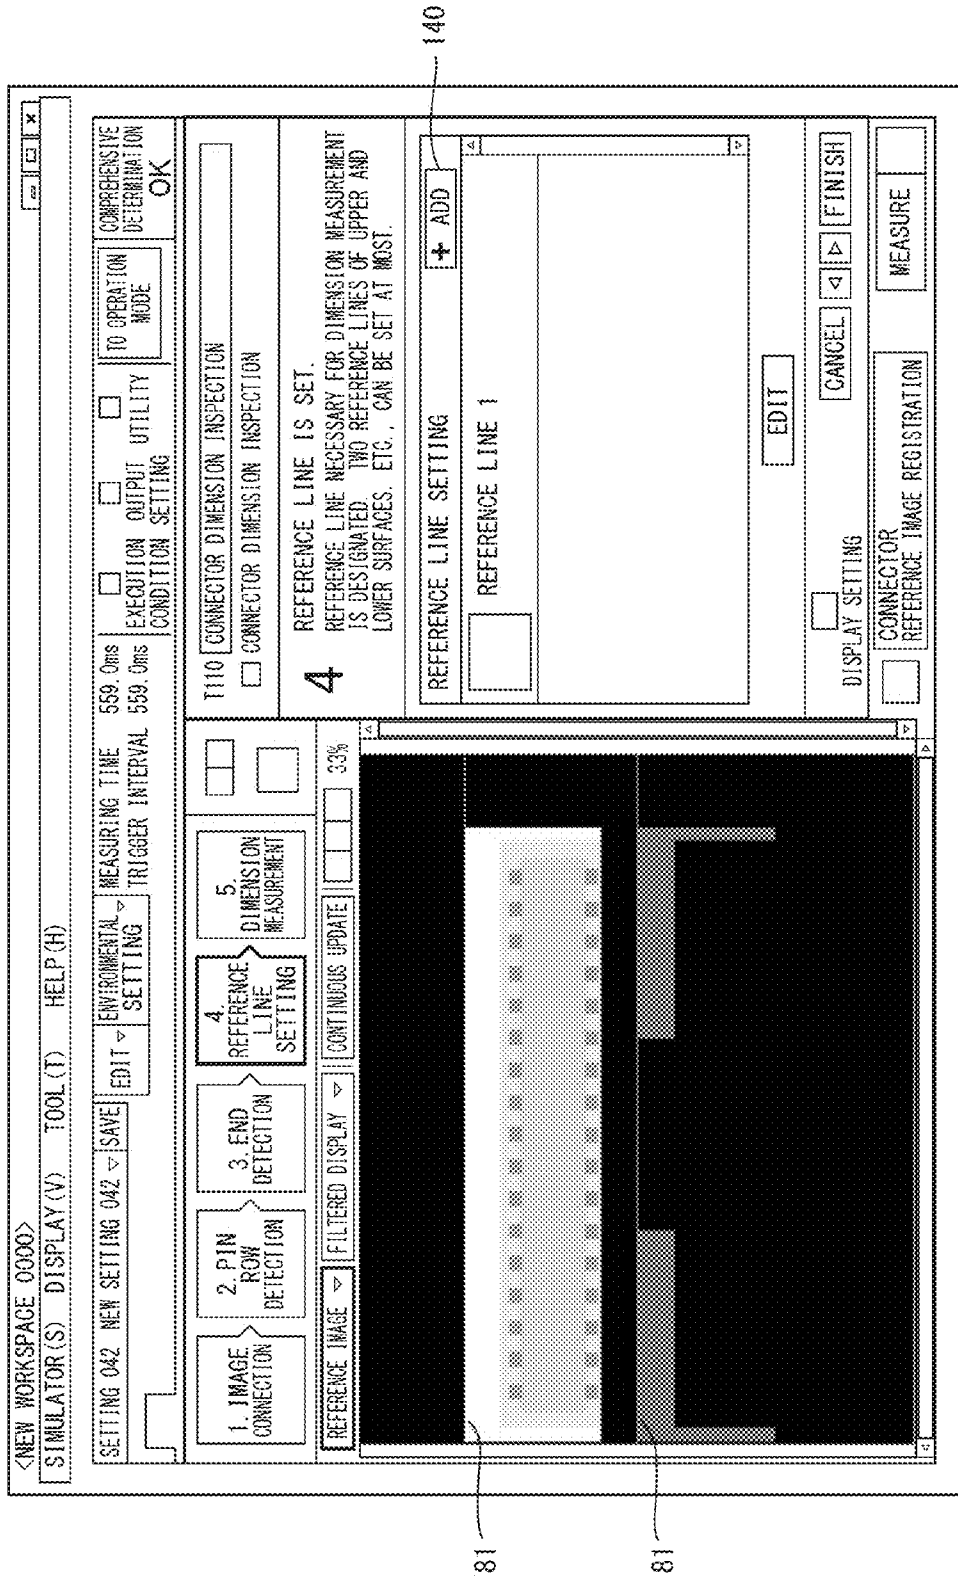 <NEW WORKSPACE 0000>
SIMULATOR(S) DISPLAY(V) TOOL(T) HELP(H)
SETTING 042 NEW SETTING 042 SAVE
EDIT
ENVIRONMENTAL
SETTING
MEASURING TIME 559.0ms
TRIGGER INTERVAL 559.0ms
EXECUTION OUTPUT UTILITY
CONDITION SETTING
TO OPERATION
MODE
COMPREHENSIVE
DETERMINATION
OK
1. IMAGE
CONNECTION
2. PIN
ROW
DETECTION
3. END
DETECTION
4.
REFERENCE
LINE
SETTING
5.
DIMENSION
MEASUREMENT
REFERENCE IMAGE
FILTERED DISPLAY
CONTINUOUS UPDATE
33%
T110 CONNECTOR DIMENSION INSPECTION
CONNECTOR DIMENSION INSPECTION
4
REFERENCE LINE IS SET.
REFERENCE LINE NECESSARY FOR DIMENSION MEASUREMENT
IS DESIGNATED. TWO REFERENCE LINES OF UPPER AND
LOWER SURFACES, ETC., CAN BE SET AT MOST.
REFERENCE LINE SETTING
+ ADD
140
REFERENCE LINE 1
EDIT
DISPLAY SETTING
CANCEL
FINISH
CONNECTOR
REFERENCE IMAGE REGISTRATION
MEASURE
81
81